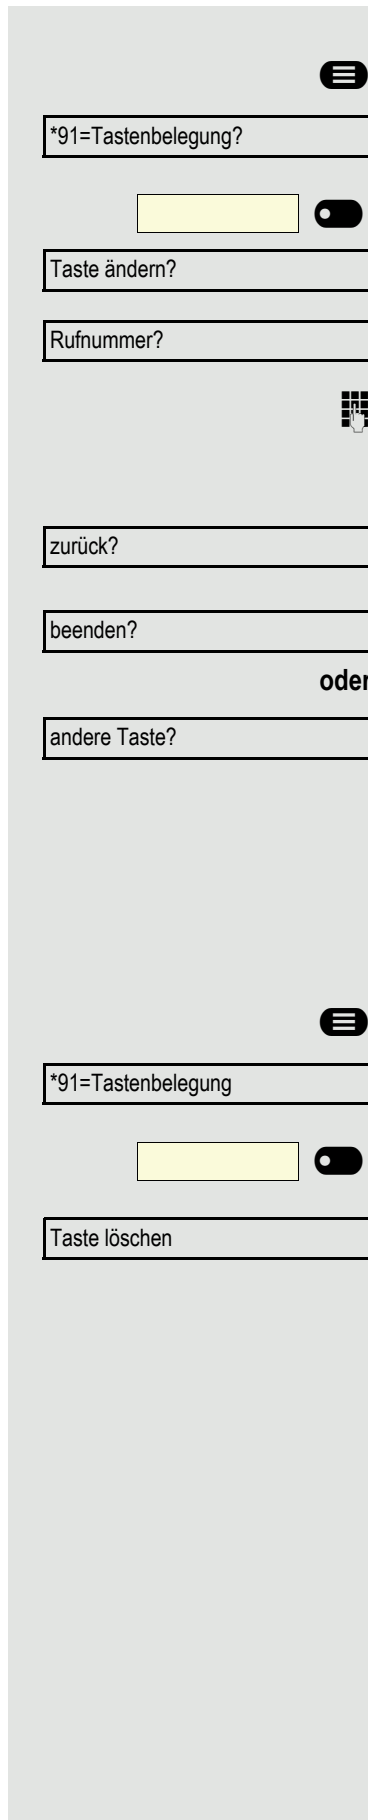 *91=Tastenbelegung?
Taste ändern?
Rufnummer?
zurück?
beenden?
oder
andere Taste?
*91=Tastenbelegung
Taste löschen